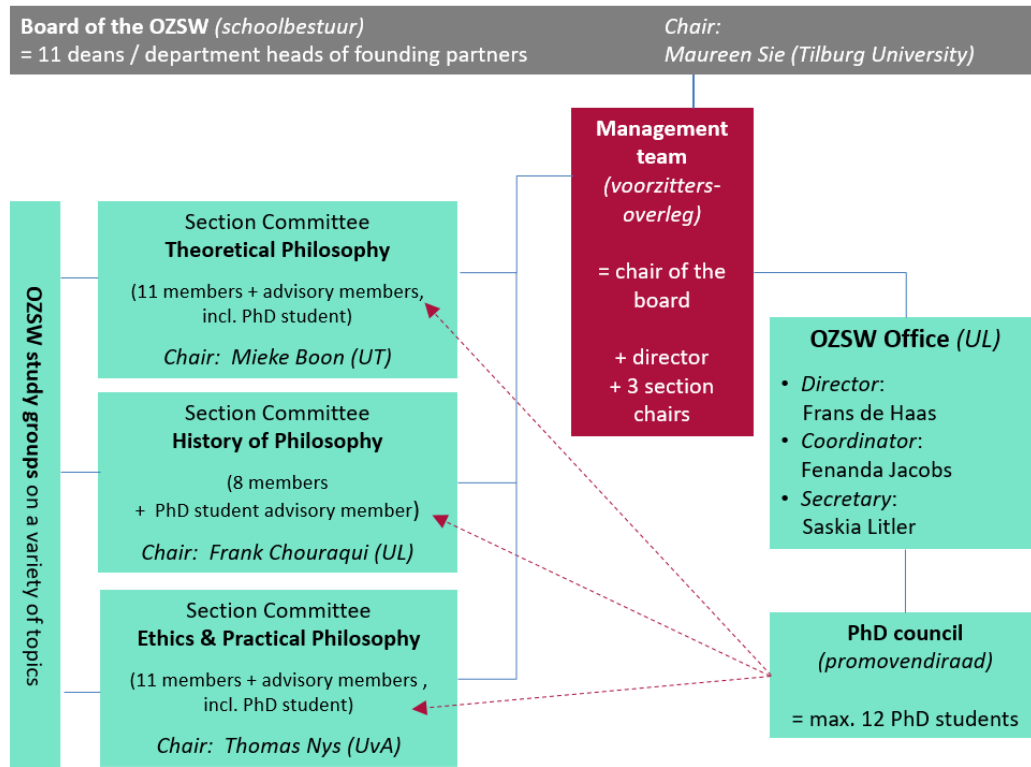 Board of the OZSW (schoolbestuur)
= 11 deans / department heads of founding partners
Chair:
Maureen Sie (Tilburg University)
Management
team
(voorzitters-
overleg)
= chair of the
board
+ director
+ 3 section
chairs
OZSW study groups on a variety of topics
Section Committee
Theoretical Philosophy
(11 members + advisory members,
incl. PhD student)
Chair: Mieke Boon (UT)
Section Committee
History of Philosophy
(8 members
+ PhD student advisory member)
Chair: Frank Chouraqui (UL)
Section Committee
Ethics & Practical Philosophy
(11 members + advisory members ,
incl. PhD student)
Chair: Thomas Nys (UvA)
OZSW Office (UL)
• Director:
Frans de Haas
• Coordinator:
Fenanda Jacobs
• Secretary:
Saskia Litler
PhD council
(promovendiraad)
= max. 12 PhD students